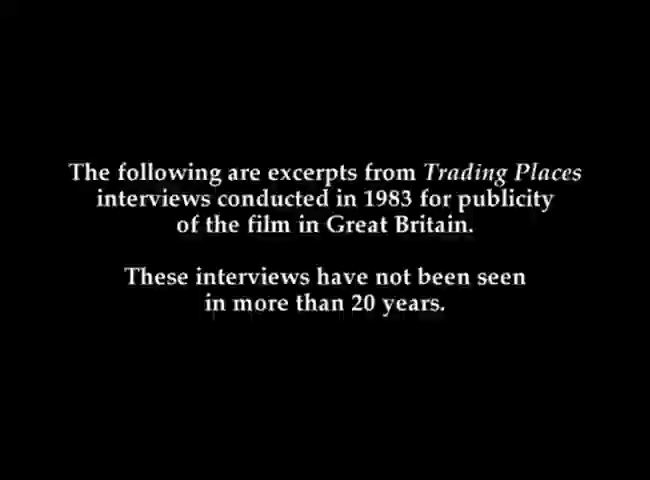 The following are excerpts from Trading Places
interviews conducted in 1983 for publicity
of the film in Great Britain.
These interviews have not been seen
in more than 20 years.